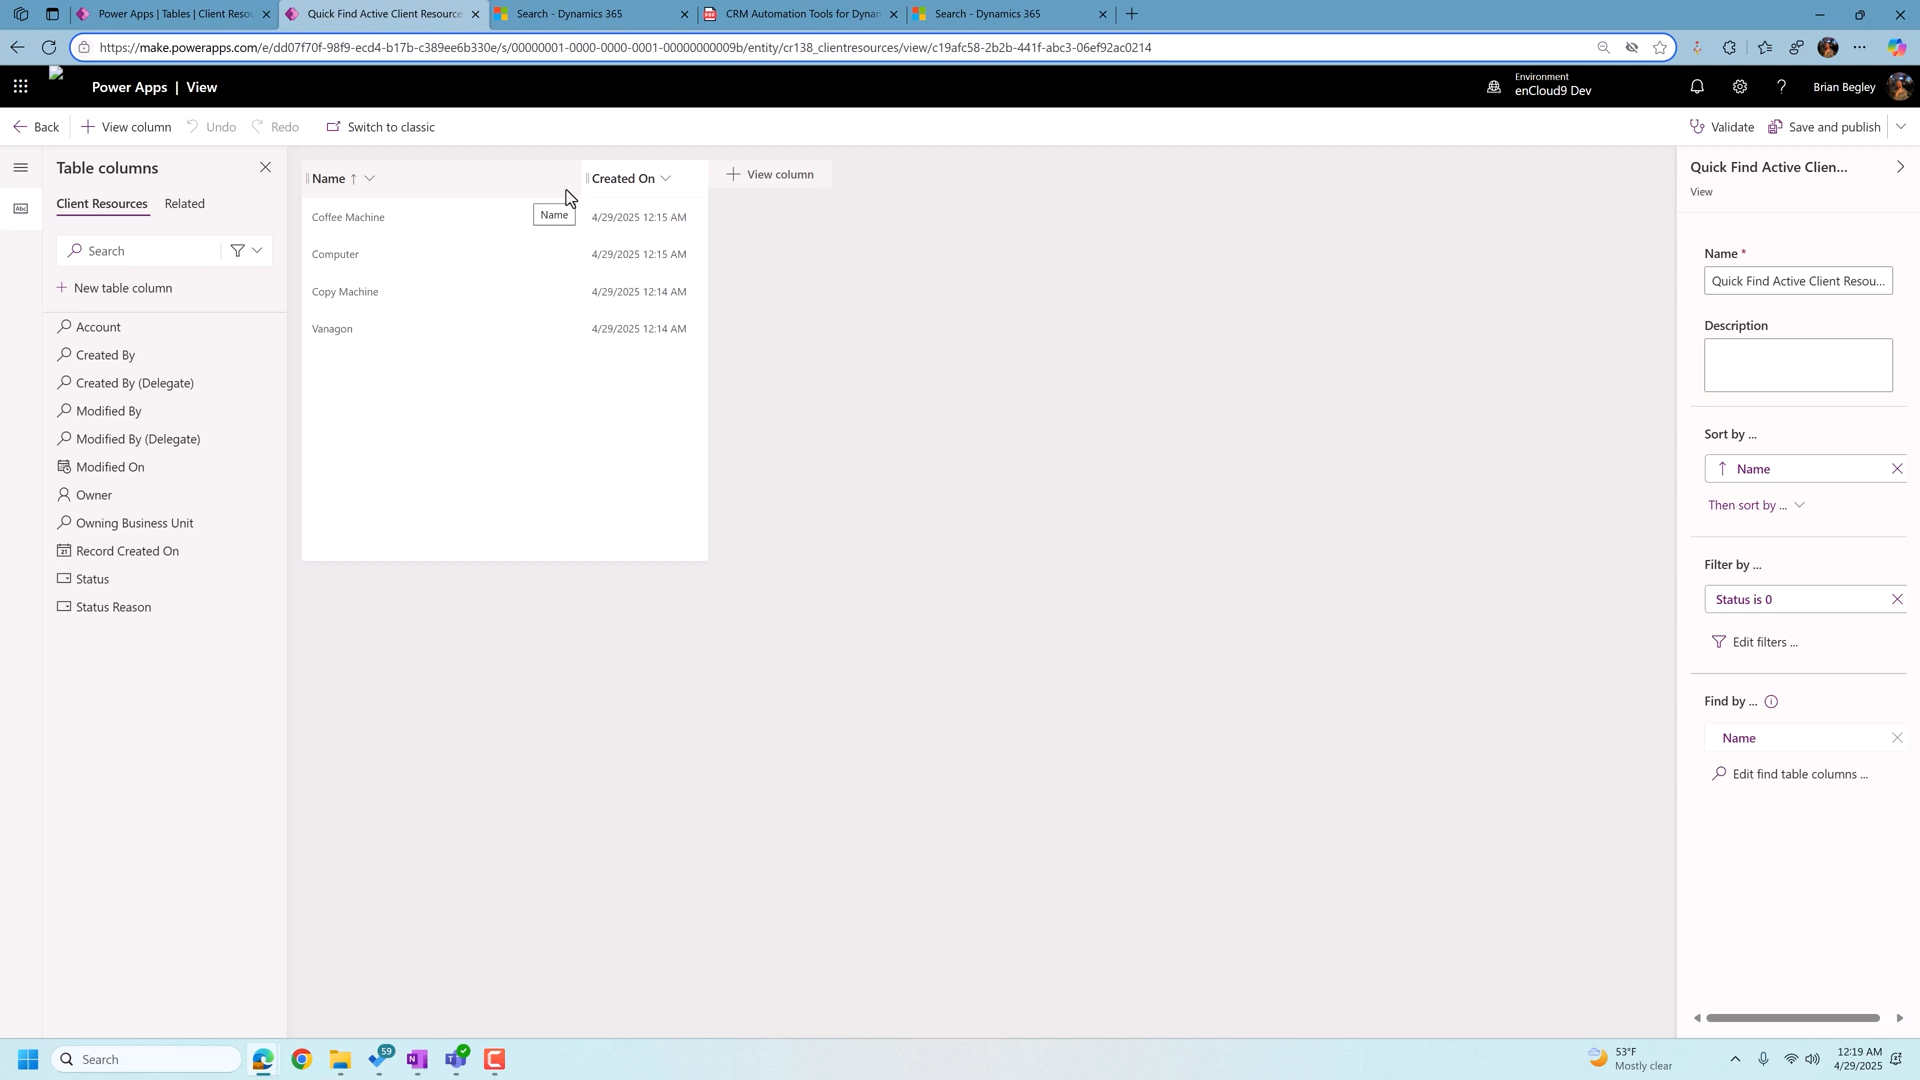 Power Apps | Tables | Client Resou
Quick Find Active Client Resource
Search - Dynamics 365
CRM Automation Tools for Dynan
Search - Dynamics 365
https://make.powerapps.com/e/dd07f70f-98f9-ecd4-b17b-c389ee6b330e/s/00000001-0000-0000-0001-00000000009b/entity/cr138_clientresources/view/c19afc58-2b2b-441f-abc3-06ef92ac0214
Power Apps | View
Environment
enCloud9 Dev
Brian Begley
Back
View column
Undo
Redo
Switch to classic
Validate
Save and publish
Table columns
Client Resources
Related
Search
New table column
Account
Created By
Created By (Delegate)
Modified By
Modified By (Delegate)
Modified On
Owner
Owning Business Unit
Record Created On
Status
Status Reason
Abc
Name
Created On
View column
Name
Coffee Machine 4/29/2025 12:15 AM
Computer 4/29/2025 12:15 AM
Copy Machine 4/29/2025 12:14 AM
Vanagon 4/29/2025 12:14 AM
Quick Find Active Clien...
View
Name *
Quick Find Active Client Resou...
Description
Sort by ...
Name
Then sort by ...
Filter by ...
Status is 0
Edit filters ...
Find by ...
Name
Edit find table columns ...
Search
59
53°F
Mostly clear
12:19 AM
4/29/2025